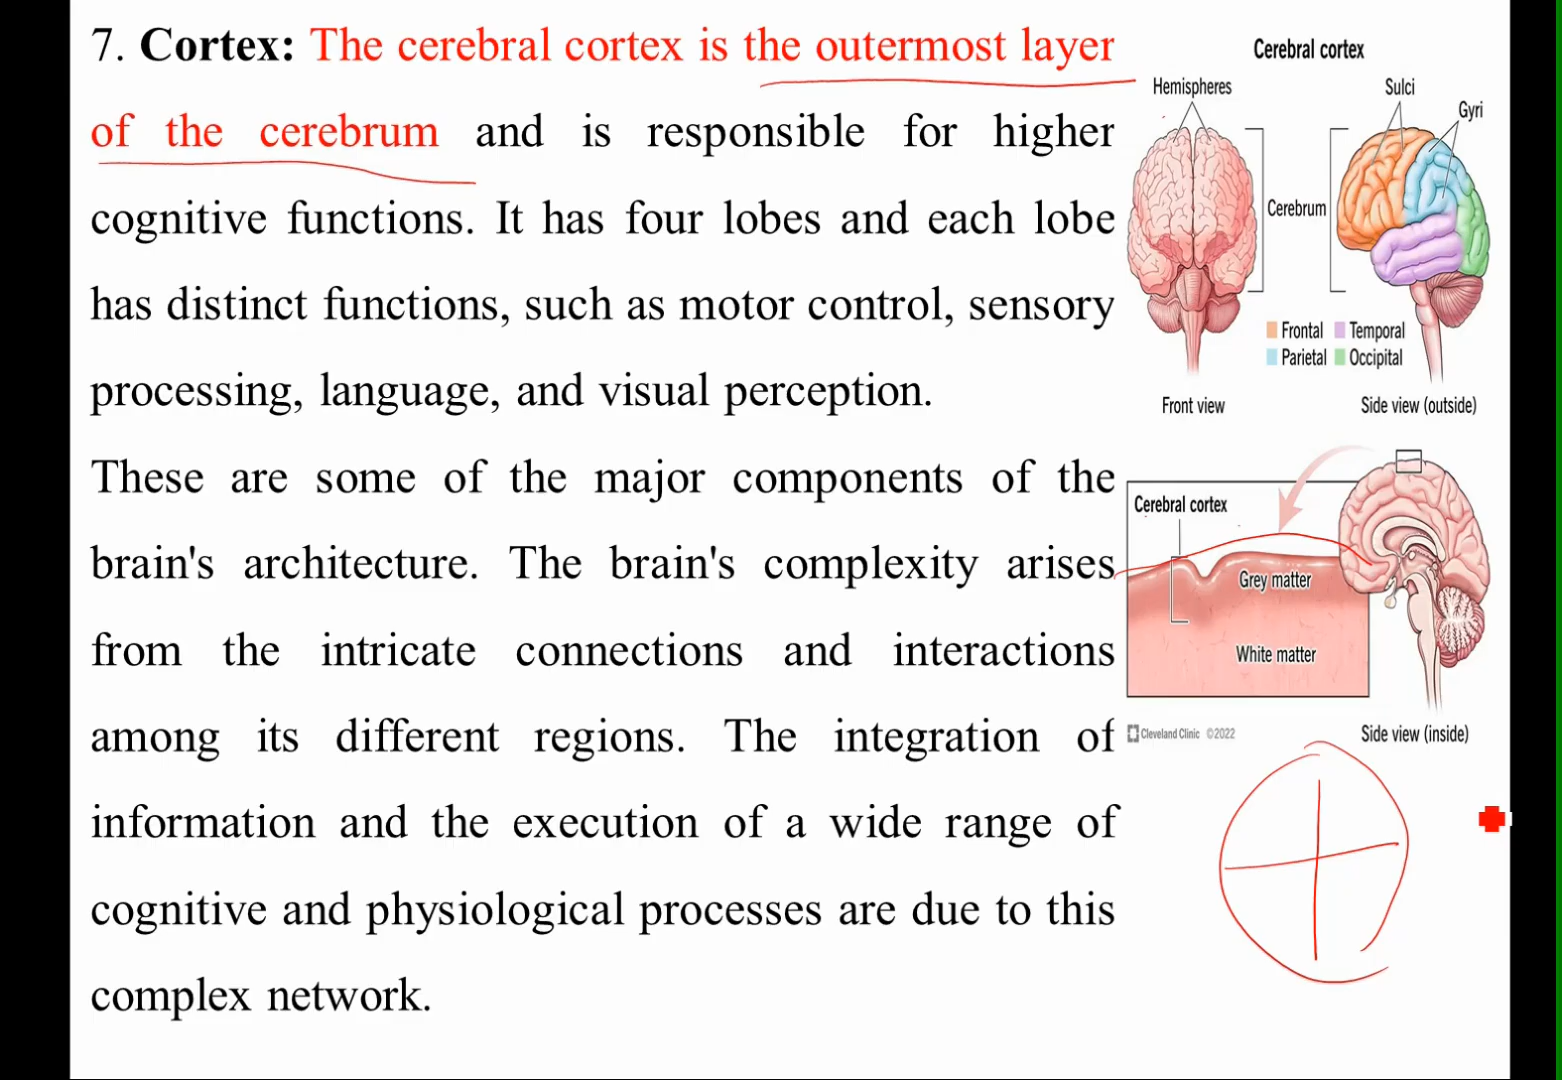 7. Cortex: The cerebral cortex is the outermost layer
of the cerebrum and is responsible for higher
cognitive functions. It has four lobes and each lobe
has distinct functions, such as motor control, sensory
processing, language, and visual perception.
These are some of the major components of the
brain's architecture. The brain's complexity arises
from the intricate connections and interactions
among its different regions. The integration of
information and the execution of a wide range of
cognitive and physiological processes are due to this
complex network.
Cerebral cortex
Hemispheres
Sulci
Gyri
Cerebrum
Frontal
Temporal
Parietal
Occipital
Front view
Side view (outside)
Cerebral cortex
Grey matter
White matter
Cleveland Clinic ©2022
Side view (inside)